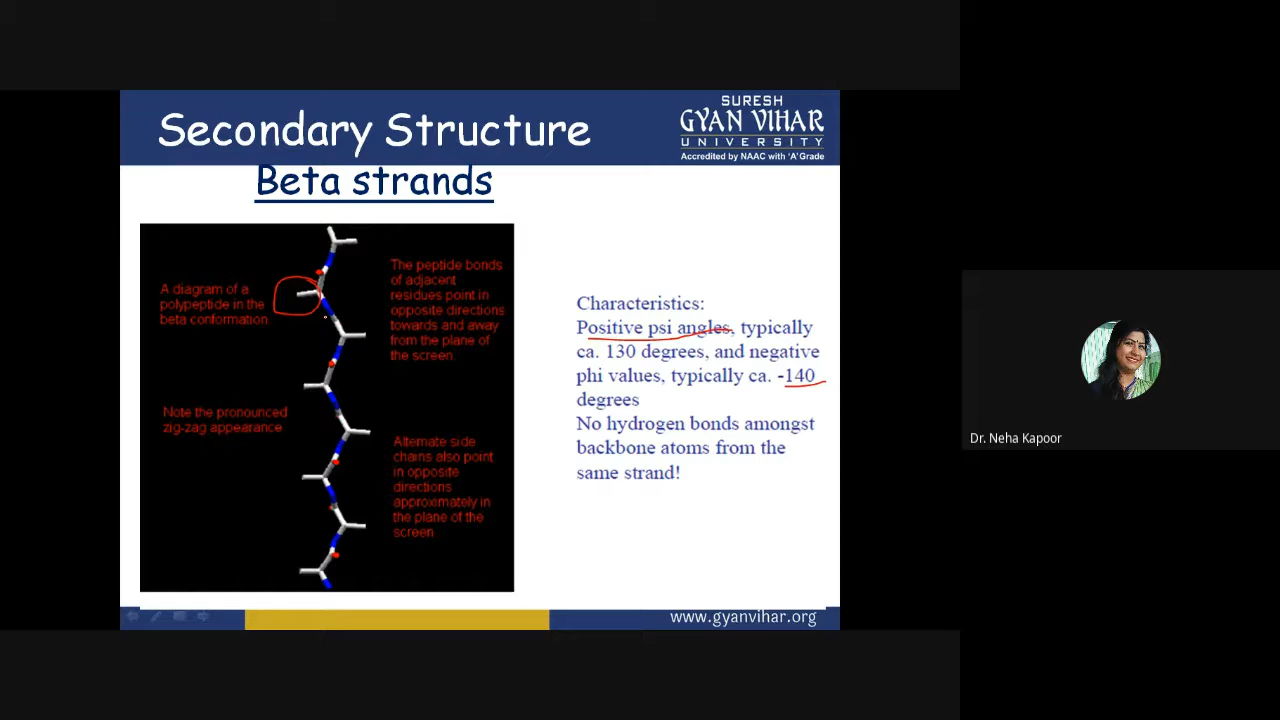 Secondary Structure
SURESH
GYAN VIHAR
UNIVERSITY
Accredited by NAAC with 'A' Grade
Beta strands
A diagram of a
polypeptide in the
beta conformation.
Note the pronounced
zig-zag appearance
The peptide bonds
of adjacent
residues point in
opposite directions
towards and away
from the plane of
the screen
Alternate side
chains also point
in opposite
directions
approximately in
the plane of the
screen
Characteristics:
Positive psi angles, typically
ca. 130 degrees, and negative
phi values, typically ca. -140
degrees
No hydrogen bonds amongst
backbone atoms from the
same strand!
www.gyanvihar.org
Dr. Neha Kapoor